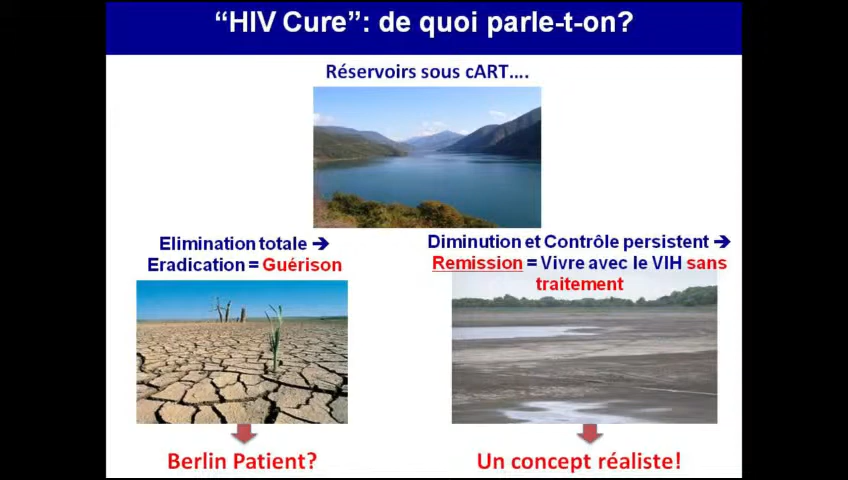 “HIV Cure”: de quoi parle-t-on?
Réservoirs sous cART....
Elimination totale ➔
Eradication = Guérison
Diminution et Contrôle persistent ➔
Remission = Vivre avec le VIH sans
traitement
Berlin Patient?
Un concept réaliste!